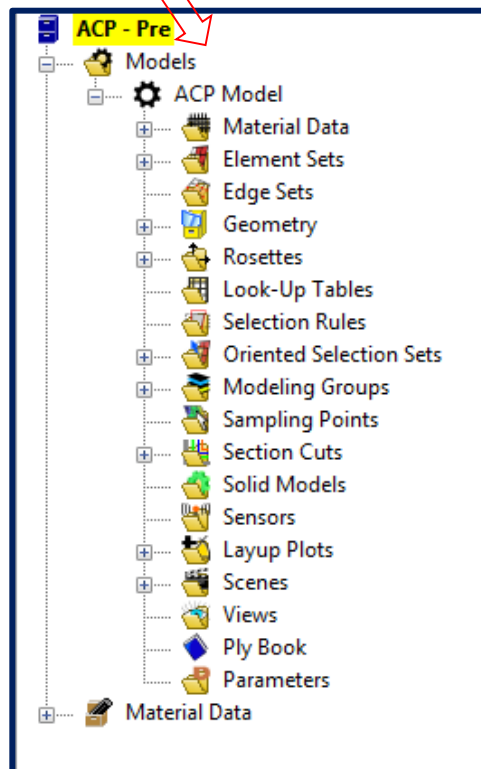 ACP - Pre
Models
ACP Model
Material Data
Element Sets
Edge Sets
Geometry
Rosettes
Look-Up Tables
Selection Rules
Oriented Selection Sets
Modeling Groups
Sampling Points
Section Cuts
Solid Models
Sensors
Layup Plots
Scenes
Views
Ply Book
Parameters
Material Data